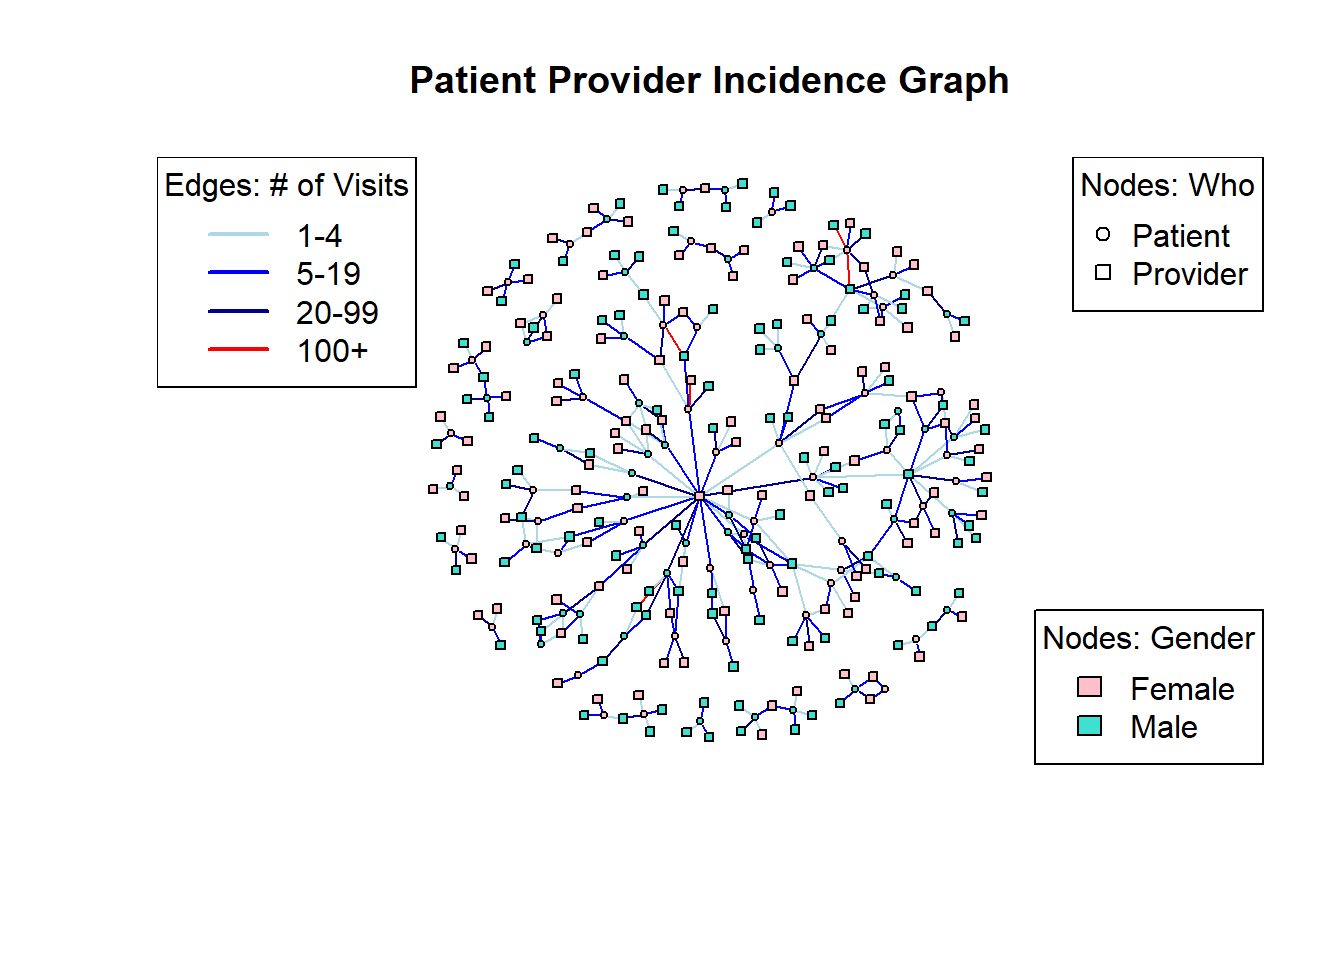 Patient Provider Incidence Graph
Edges: # of Visits
1-4
5-19
20-99
100+
Nodes: Who
Patient
Provider
Nodes: Gender
Female
Male